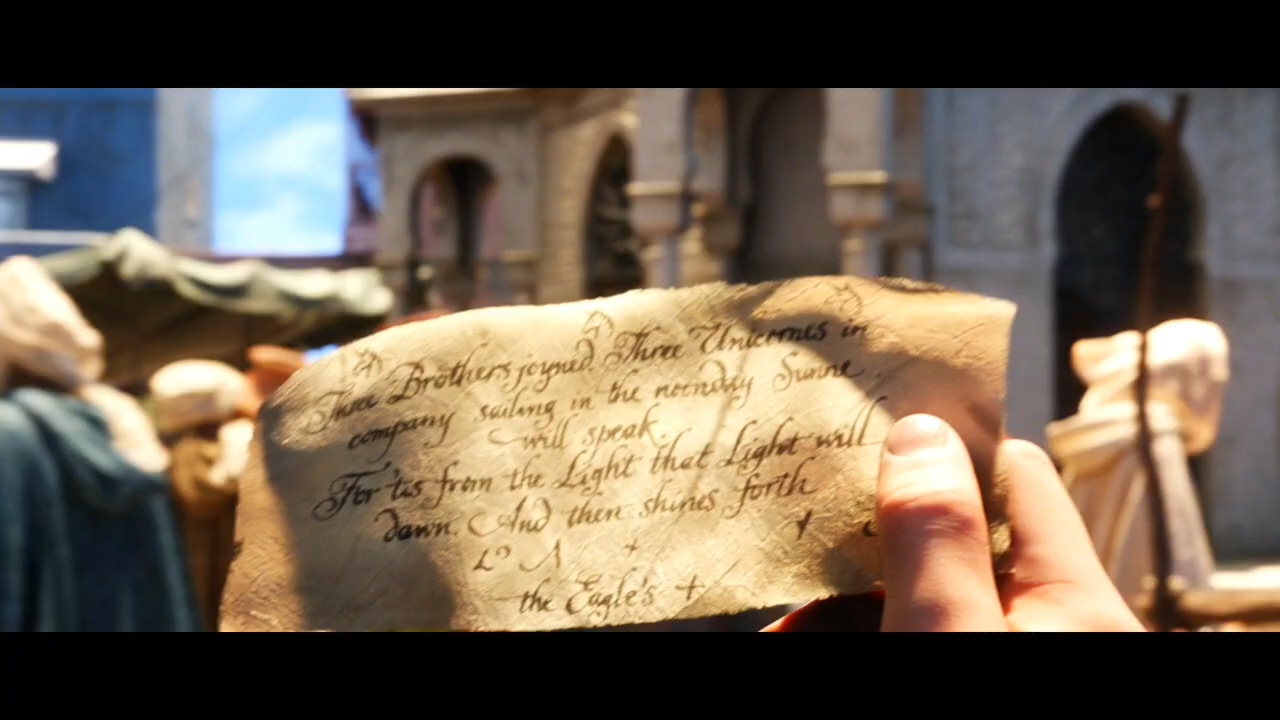 Three Brothers joyned. Three Unicornes in
company sailing in the noonday Sunne
will speak.
For 'tis from the Light that Light will
dawn. And then shines forth
the Eagle's +